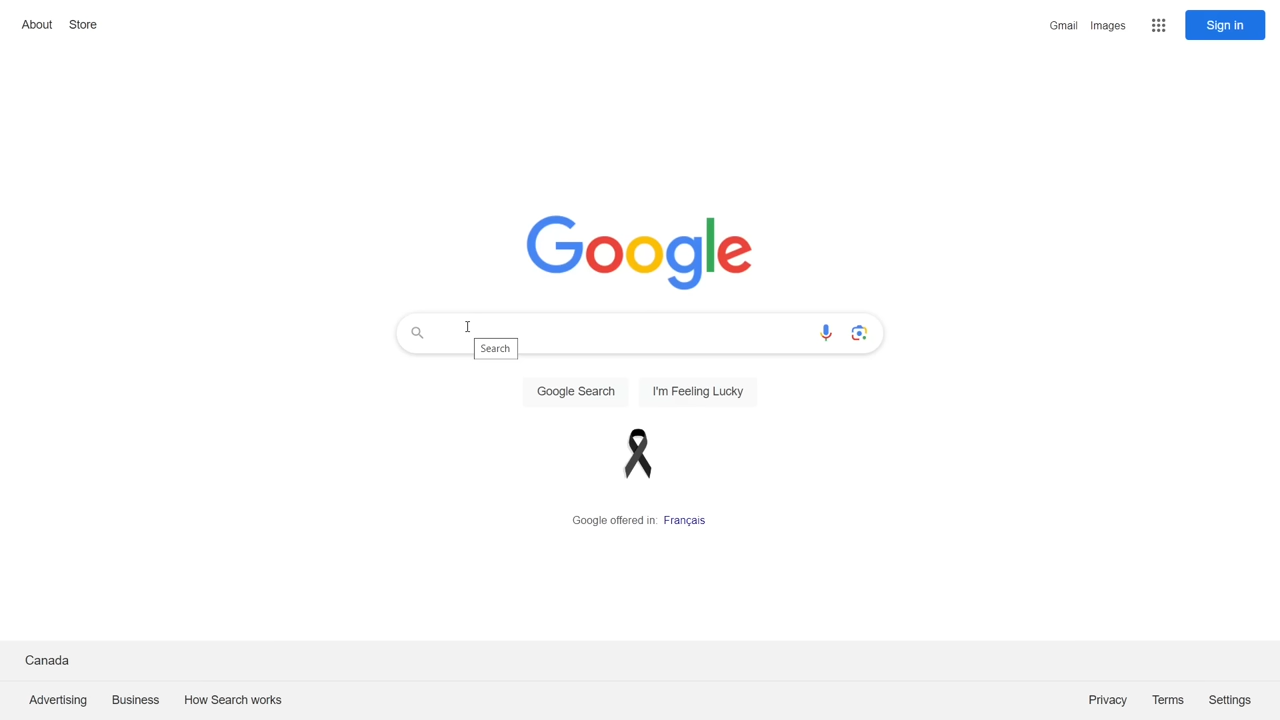 About Store Gmail Images Sign in
Google
Search
Google Search I'm Feeling Lucky
Google offered in: Français
Canada
Advertising Business How Search works Privacy Terms Settings